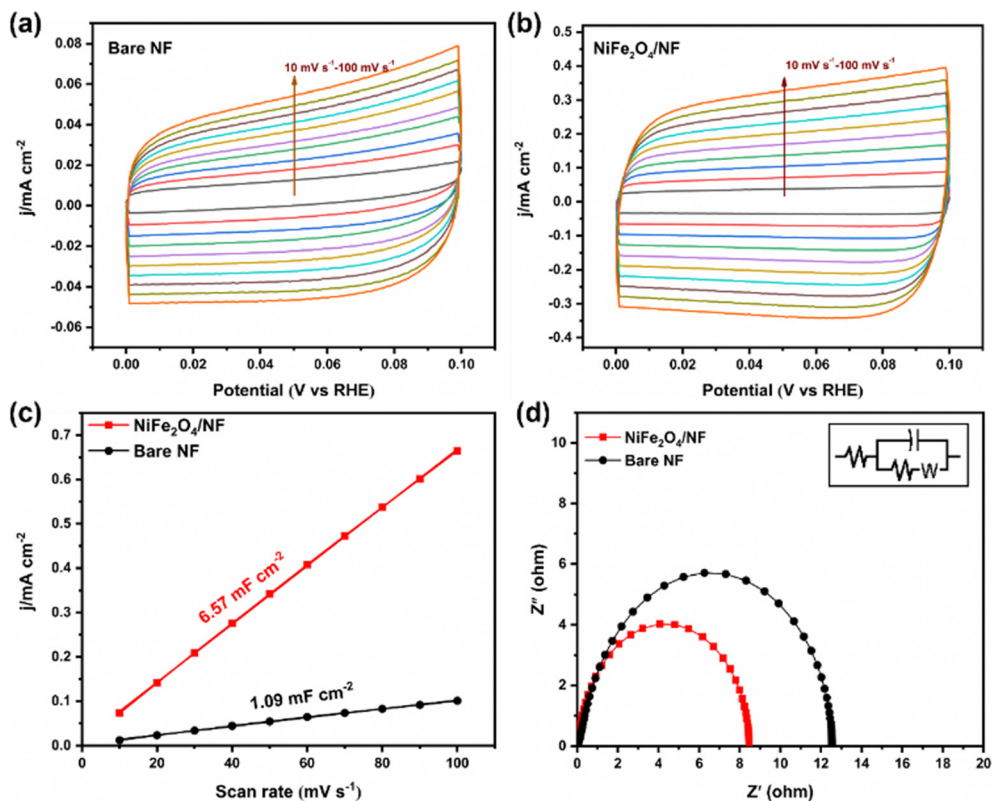 (a)
Bare NF
10 mV s⁻¹-100 mV s⁻¹
0.08
0.06
0.04
0.02
0.00
-0.02
-0.04
-0.06
j/mA cm⁻²
0.00 0.02 0.04 0.06 0.08 0.10
Potential (V vs RHE)
(b)
NiFe₂O₄/NF
10 mV s⁻¹-100 mV s⁻¹
0.5
0.4
0.3
0.2
0.1
0.0
-0.1
-0.2
-0.3
-0.4
j/mA cm⁻²
0.00 0.02 0.04 0.06 0.08 0.10
Potential (V vs RHE)
(c)
NiFe₂O₄/NF
Bare NF
0.7
0.6
0.5
0.4
0.3
0.2
0.1
0.0
j/mA cm⁻²
6.57 mF cm⁻²
1.09 mF cm⁻²
20 40 60 80 100
Scan rate (mV s⁻¹)
(d)
NiFe₂O₄/NF
Bare NF
W
10
8
6
4
2
0
Z″ (ohm)
0 2 4 6 8 10 12 14 16 18 20
Z′ (ohm)